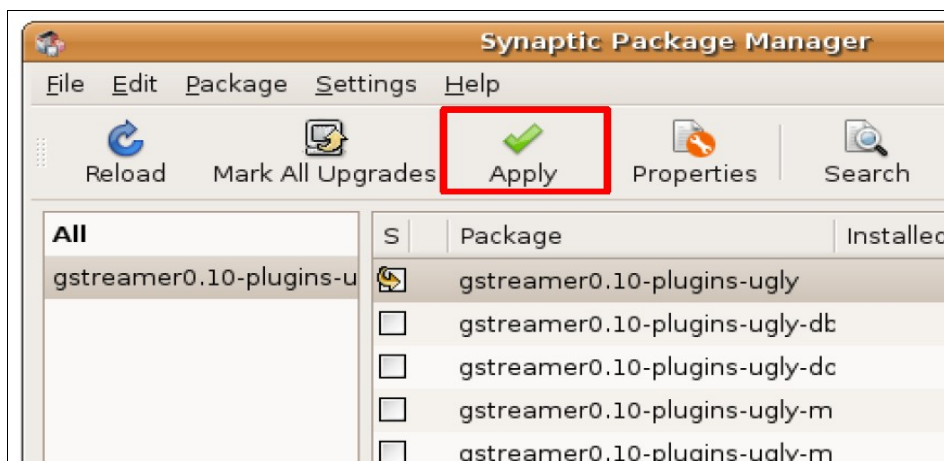 Synaptic Package Manager
File Edit Package Settings Help
Reload Mark All Upgrades Apply Properties Search
All S Package Installed
gstreamer0.10-plugins-u gstreamer0.10-plugins-ugly
gstreamer0.10-plugins-ugly-db
gstreamer0.10-plugins-ugly-do
gstreamer0.10-plugins-ugly-m
gstreamer0.10-plugins-ugly-m